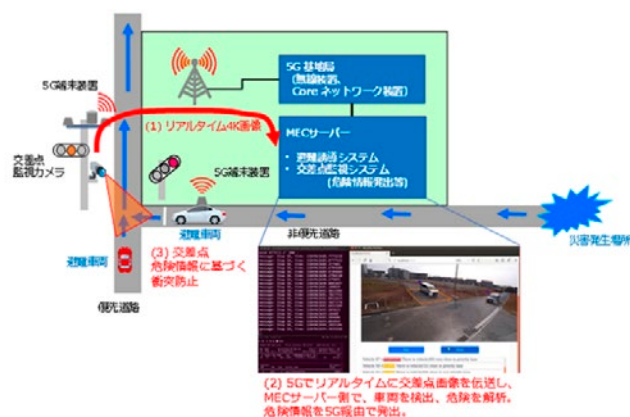 5G基地局
(無線装置、
Core ネットワーク装置)
5G端末装置
(1) リアルタイム4K画像
MECサーバー
• 避難誘導システム
• 交差点監視システム
(危険情報発出等)
交差点
監視カメラ
5G端末装置
避難車両
非優先道路
災害発生場所
避難車両
(3) 交差点
危険情報に基づく
衝突防止
優先道路
(2) 5Gでリアルタイムに交差点画像を伝送し、
MECサーバー側で、車両を検出、危険を解析。
危険情報を5G経由で発出。